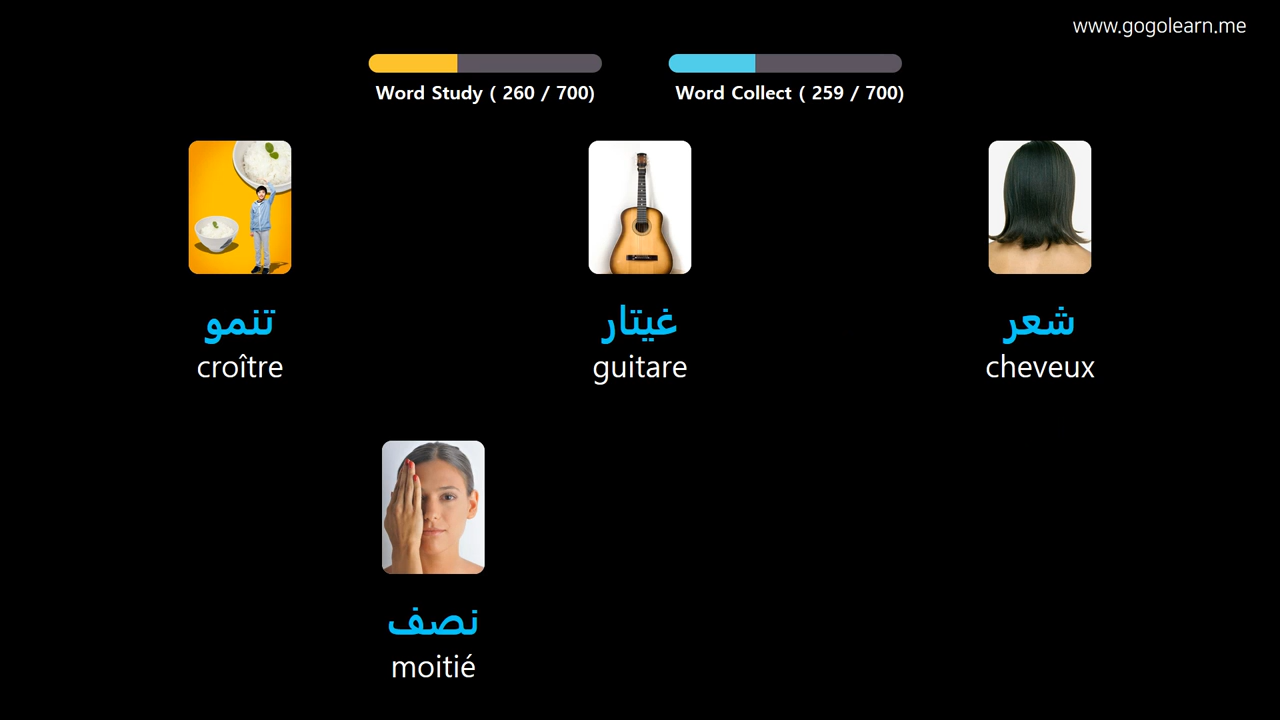 www.gogolearn.me
Word Study ( 260 / 700)
Word Collect ( 259 / 700)
تنمو
croître
غيتار
guitare
شعر
cheveux
نصف
moitié